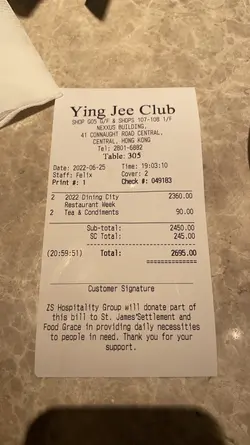 Ying Jee Club
SHOP G05 G/F & SHOPS 107-108 1/F
NEXXUS BUILDING,
41 CONNAUGHT ROAD CENTRAL,
CENTRAL, HONG KONG
Tel: 2801-6882
Table: 305
Date: 2022-06-25 Time: 19:03:10
Staff: Felix Cover: 2
Print #: 1 Check #: 049183
2 2022 Dining City 2360.00
Restaurant Week
2 Tea & Condiments 90.00
Sub-total: 2450.00
SC Total: 245.00
(20:59:51) Total: 2695.00
Customer Signature
ZS Hospitality Group will donate part of
this bill to St. James'Settlement and
Food Grace in providing daily necessities
to people in need. Thank you for your
support.